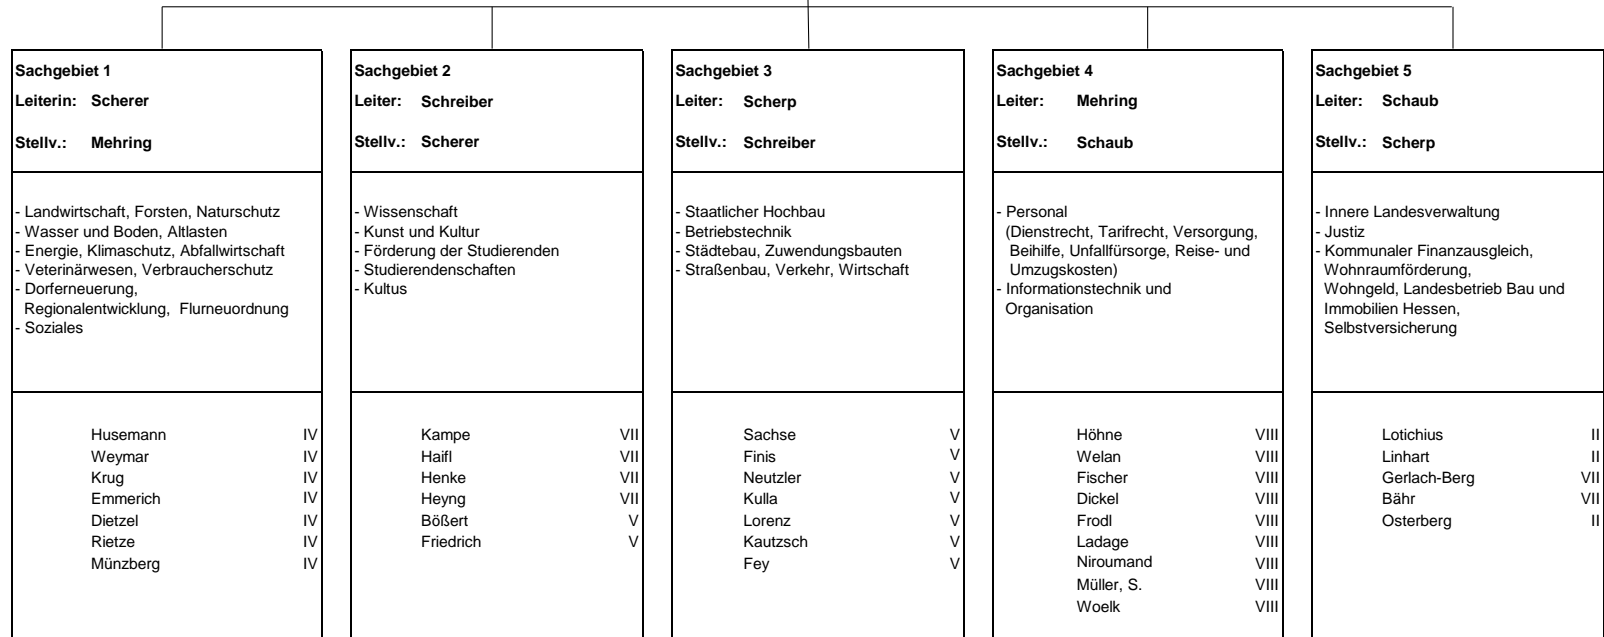 Sachgebiet 1
Leiterin: Scherer
Stellv.: Mehring
- Landwirtschaft, Forsten, Naturschutz
- Wasser und Boden, Altlasten
- Energie, Klimaschutz, Abfallwirtschaft
- Veterinärwesen, Verbraucherschutz
- Dorferneuerung,
Regionalentwicklung, Flurneuordnung
- Soziales
Husemann IV
Weymar IV
Krug IV
Emmerich IV
Dietzel IV
Rietze IV
Münzberg IV
Sachgebiet 2
Leiter: Schreiber
Stellv.: Scherer
- Wissenschaft
- Kunst und Kultur
- Förderung der Studierenden
- Studierendenschaften
- Kultus
Kampe VII
Haifl VII
Henke VII
Heyng VII
Bößert V
Friedrich V
Sachgebiet 3
Leiter: Scherp
Stellv.: Schreiber
- Staatlicher Hochbau
- Betriebstechnik
- Städtebau, Zuwendungsbauten
- Straßenbau, Verkehr, Wirtschaft
Sachse V
Finis V
Neutzler V
Kulla V
Lorenz V
Kautzsch V
Fey V
Sachgebiet 4
Leiter: Mehring
Stellv.: Schaub
- Personal
(Dienstrecht, Tarifrecht, Versorgung,
Beihilfe, Unfallfürsorge, Reise- und
Umzugskosten)
- Informationstechnik und
Organisation
Höhne VIII
Welan VIII
Fischer VIII
Dickel VIII
Frodl VIII
Ladage VIII
Niroumand VIII
Müller, S. VIII
Woelk VIII
Sachgebiet 5
Leiter: Schaub
Stellv.: Scherp
- Innere Landesverwaltung
- Justiz
- Kommunaler Finanzausgleich,
Wohnraumförderung,
Wohngeld, Landesbetrieb Bau und
Immobilien Hessen,
Selbstversicherung
Lotichius II
Linhart II
Gerlach-Berg VII
Bähr VII
Osterberg II